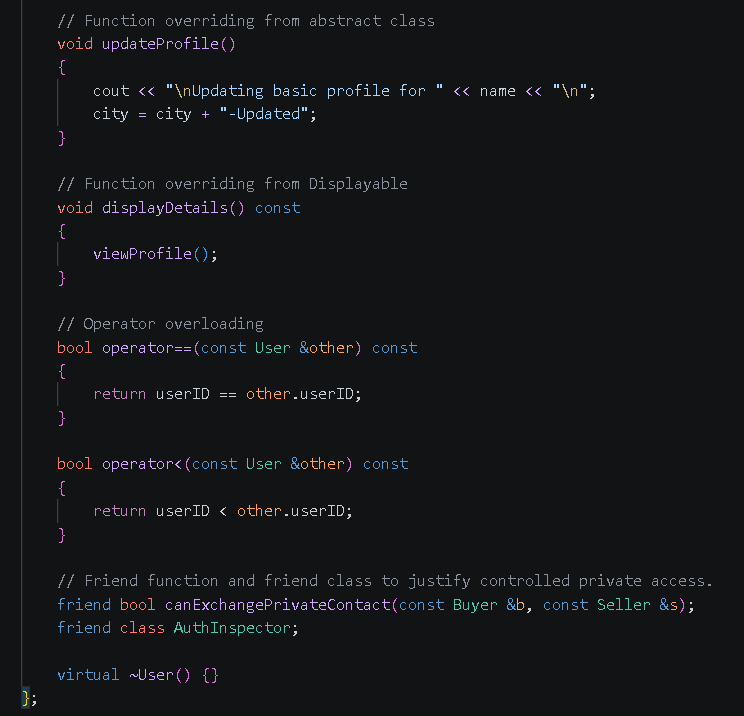 // Function overriding from abstract class
void updateProfile()
{
cout << "\nUpdating basic profile for " << name << "\n";
city = city + "-Updated";
}
// Function overriding from Displayable
void displayDetails() const
{
viewProfile();
}
// Operator overloading
bool operator==(const User &other) const
{
return userID == other.userID;
}
bool operator<(const User &other) const
{
return userID < other.userID;
}
// Friend function and friend class to justify controlled private access.
friend bool canExchangePrivateContact(const Buyer &b, const Seller &s);
friend class AuthInspector;
virtual ~User() {}
};